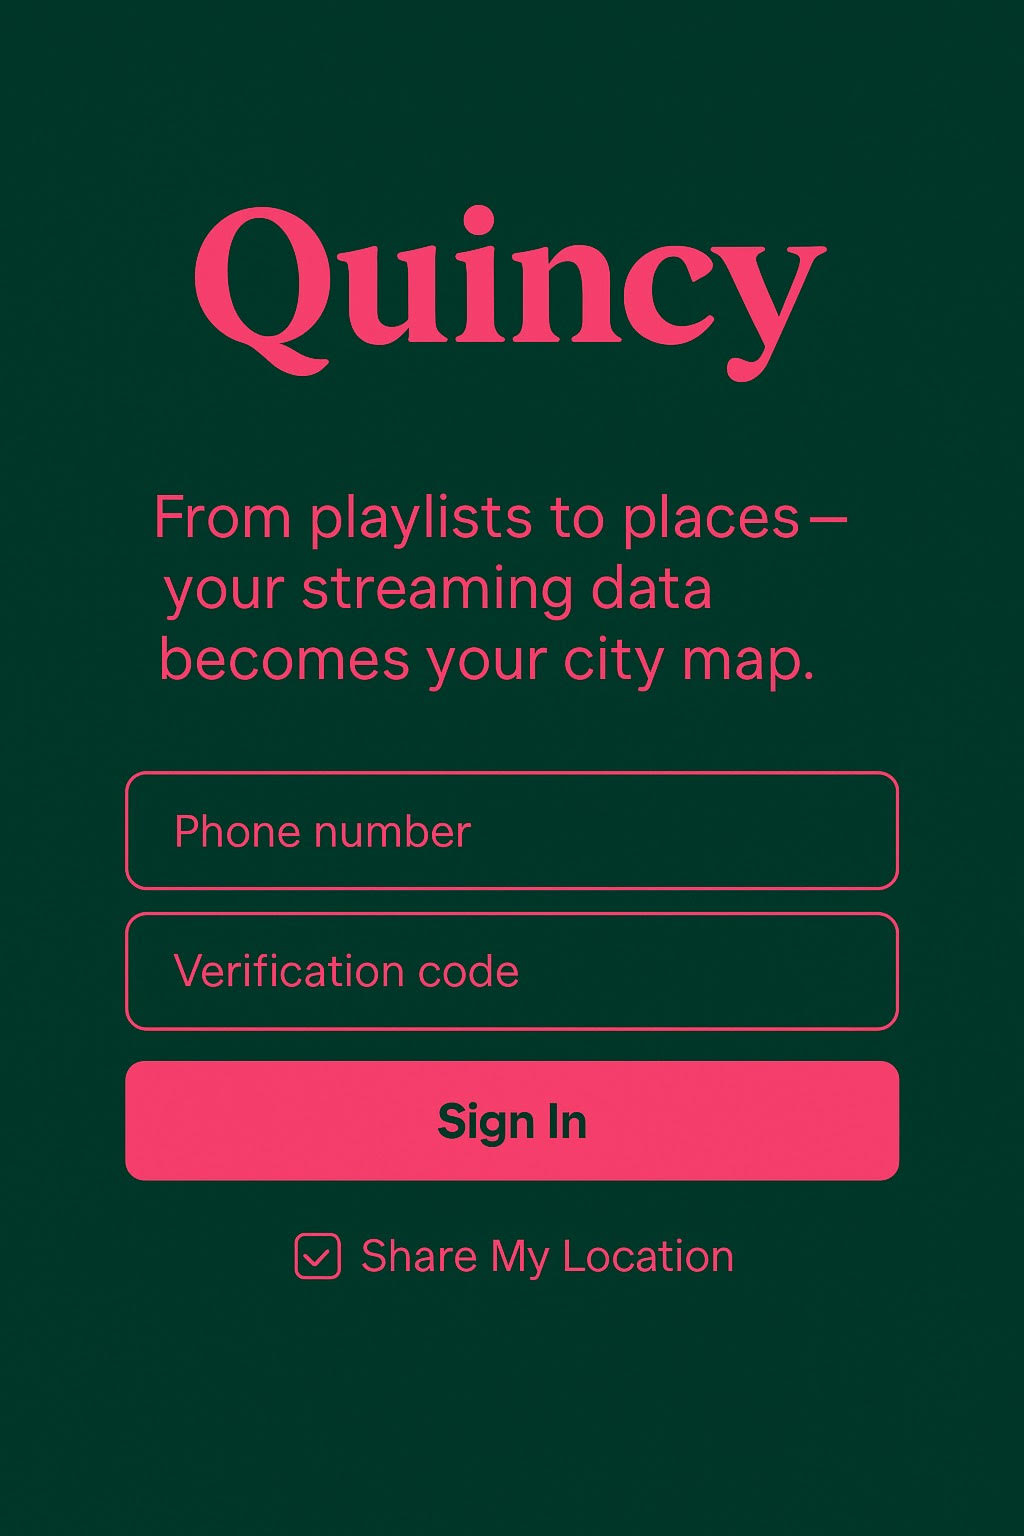 Quincy
From playlists to places—
your streaming data
becomes your city map.
Phone number
Verification code
Sign In
Share My Location